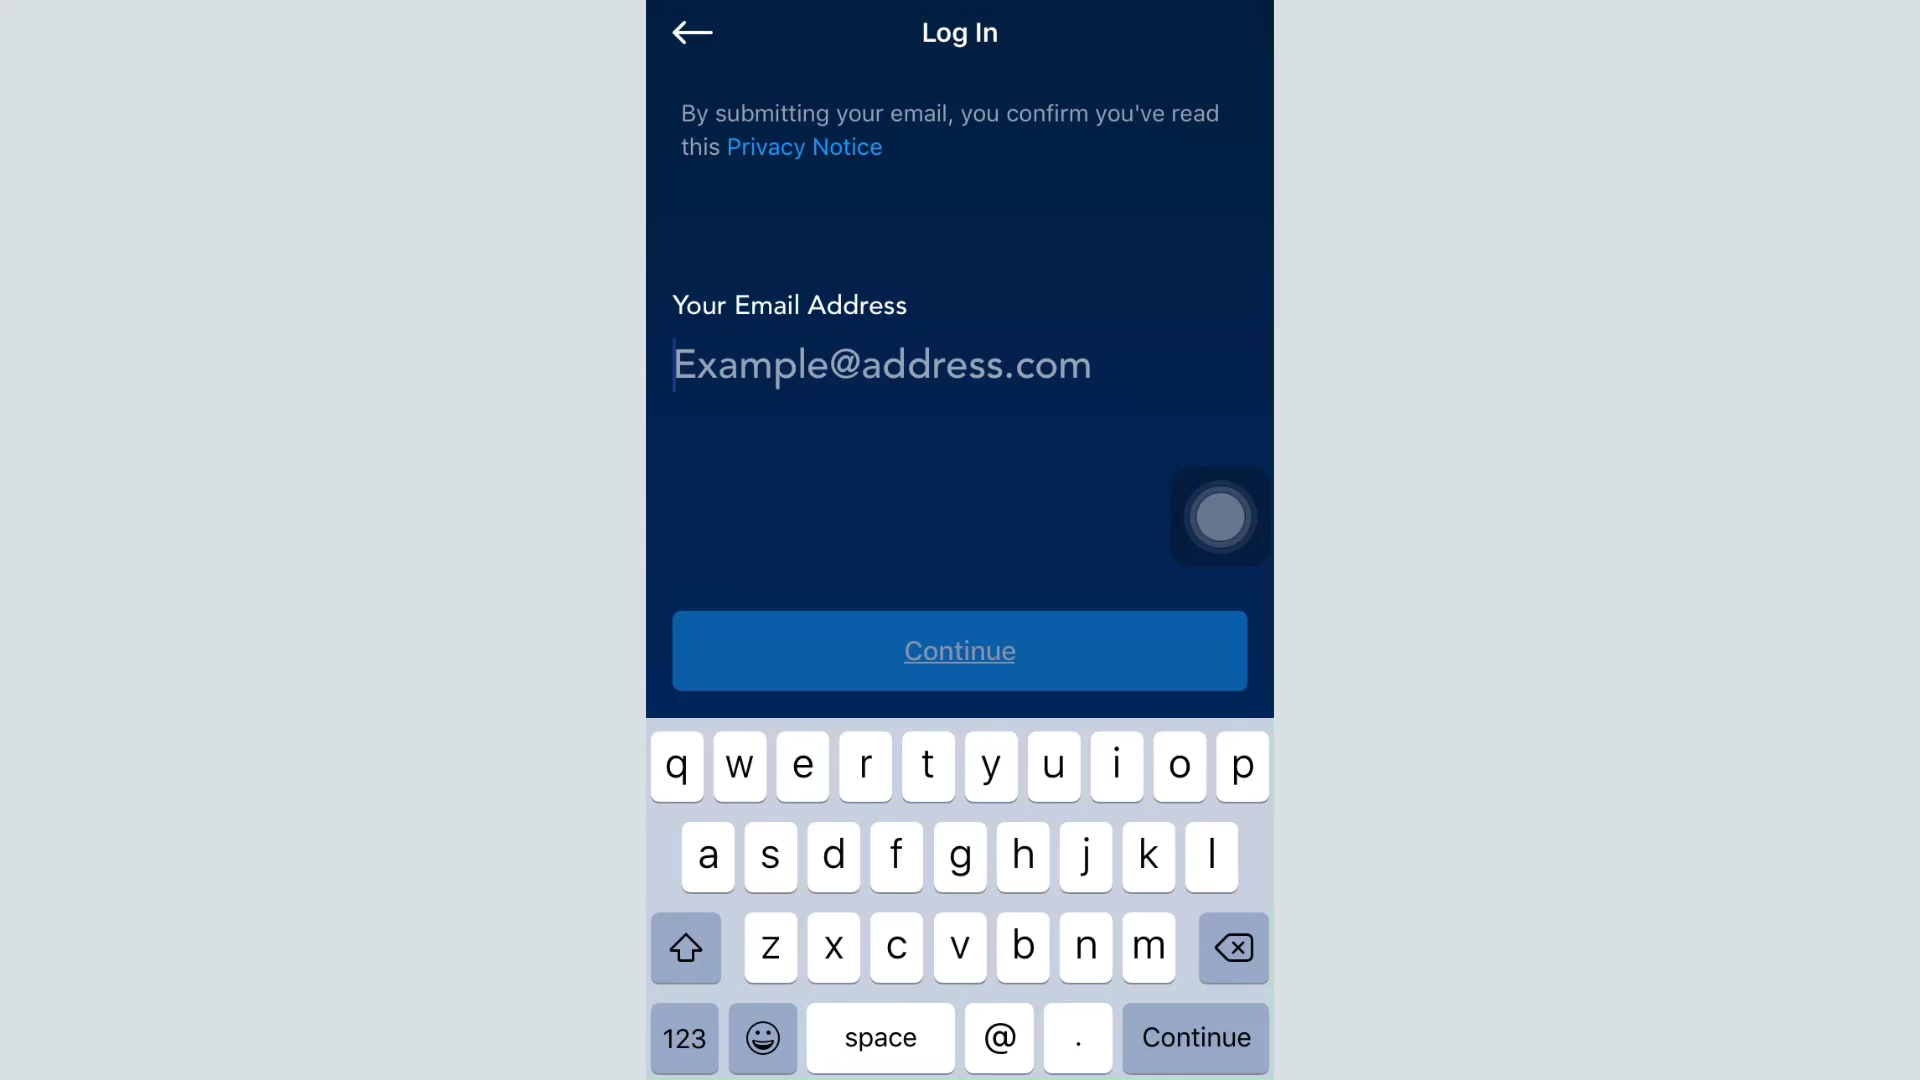 Log In
By submitting your email, you confirm you've read
this Privacy Notice
Your Email Address
Example@address.com
Continue
q w e r t y u i o p
a s d f g h j k l
z x c v b n m
123 space @ . Continue